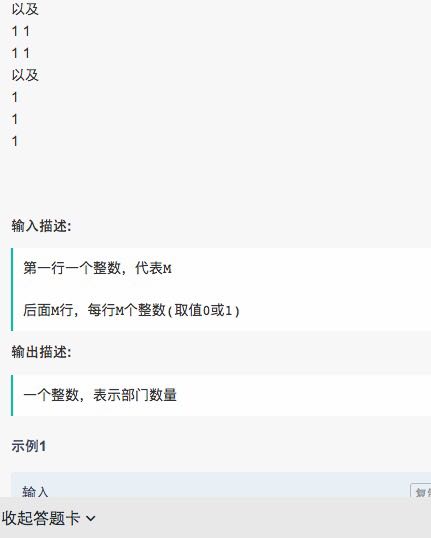 以及
1 1
1 1
以及
1
1
1
输入描述:
第一行一个整数，代表M
后面M行，每行M个整数(取值0或1)
输出描述:
一个整数，表示部门数量
示例1
输入
收起答题卡